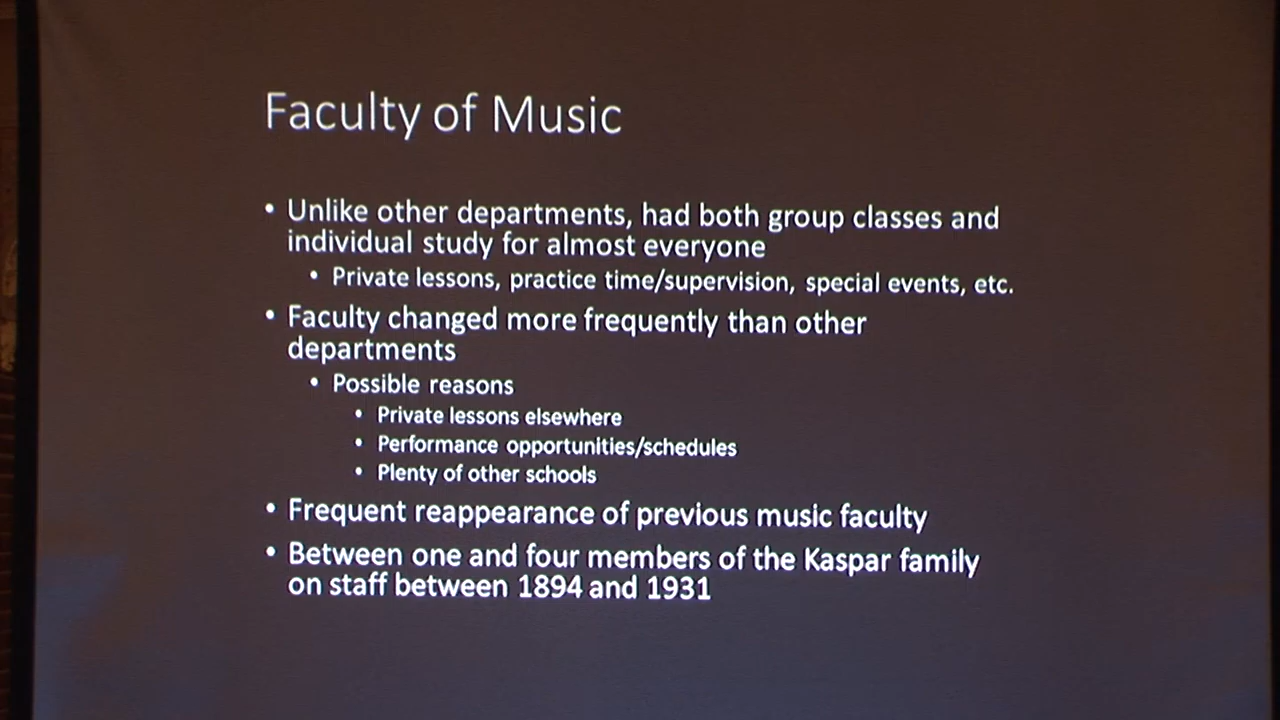 Faculty of Music
• Unlike other departments, had both group classes and
individual study for almost everyone
• Private lessons, practice time/supervision, special events, etc.
• Faculty changed more frequently than other
departments
• Possible reasons
• Private lessons elsewhere
• Performance opportunities/schedules
• Plenty of other schools
• Frequent reappearance of previous music faculty
• Between one and four members of the Kaspar family
on staff between 1894 and 1931